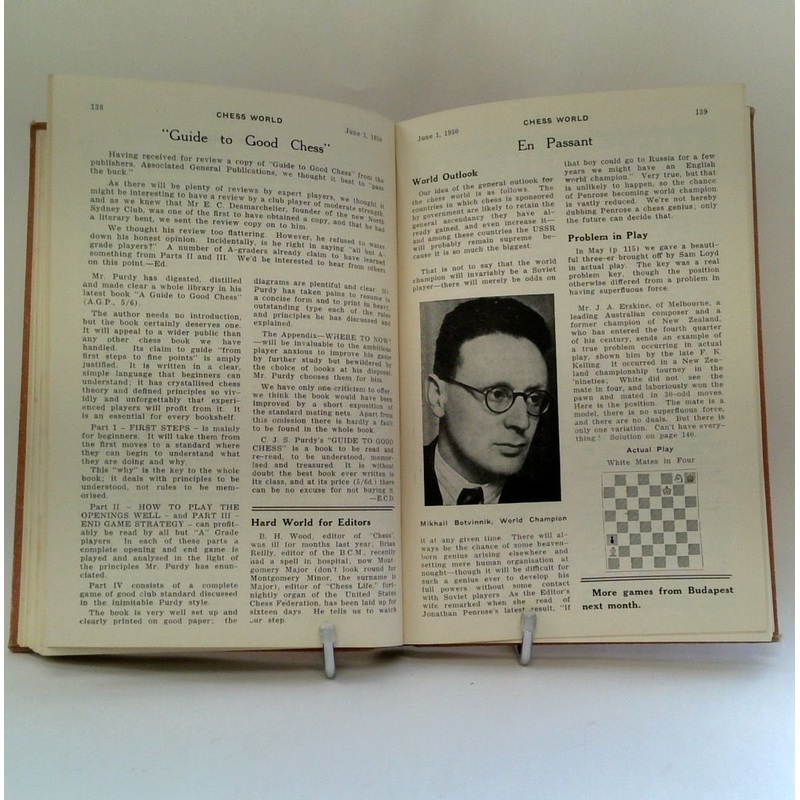 138
CHESS WORLD
June 1, 1950
"Guide to Good Chess"
Having received for review a copy of "Guide to Good Chess" from the
publishers, Associated General Publications, we thought it best to "pass
the buck."
As there will be plenty of reviews by expert players, we thought it
might be interesting to have a review by a club player of moderate strength,
and as we knew that Mr E. C. Desmarchelier, founder of the new North
Sydney Club, was one of the first to have obtained a copy, and that he had
a literary bent, we sent the review copy on to him.
We thought his review too flattering. However, he refused to water
down his honest opinion. Incidentally, is he right in saying "all but A-
grade players?" A number of A-graders already claim to have learned
something from Parts II and III. We'd be interested to hear from others
on this point.—Ed.
Mr. Purdy has digested, distilled
and made clear a whole library in his
latest book "A Guide to Good Chess"
(A.G.P., 5/6).
The author needs no introduction,
but the book certainly deserves one.
It will appeal to a wider public than
any other chess book we have
handled. Its claim to guide "from
first steps to fine points" is amply
justified. It is written in a clear,
simple language that beginners can
understand; it has crystallised chess
theory and defined principles so viv-
idly and unforgettably that experi-
enced players will profit from it. It
is an essential for every bookshelf.
Part I – FIRST STEPS – is mainly
for beginners. It will take them from
the first moves to a standard where
they can begin to understand what
they are doing and why.
This "why" is the key to the whole
book; it deals with principles to be
understood, not rules to be mem-
orised.
Part II – HOW TO PLAY THE
OPENINGS WELL – and PART III –
END GAME STRATEGY – can profit-
ably be read by all but "A" Grade
players. In each of these parts a
complete opening and end game is
played and analysed in the light of
the principles Mr. Purdy has enun-
ciated.
Part IV consists of a complete
game of good club standard discussed
in the inimitable Purdy style.
The book is very well set up and
clearly printed on good paper; the
diagrams are plentiful and clear. Mr.
Purdy has taken pains to resume in
a concise form and to print in heavy
outstanding type each of the rules
and principles he has discussed and
explained.
The Appendix—WHERE TO NOW?
—will be invaluable to the ambitious
player anxious to improve his game
by further study but bewildered by
the choice of books at his disposal.
Mr. Purdy chooses them for him.
We have only one criticism to offer;
we think the book would have been
improved by a short exposition of
the standard mating nets. Apart from
this omission there is hardly a fault
to be found in the whole book.
C. J. S. Purdy's "GUIDE TO GOOD
CHESS" is a book to be read and
re-read, to be understood, memor-
ised and treasured. It is without
doubt the best book ever written in
its class, and at its price (5/6d.) there
can be no excuse for not buying it.
—ECD
Hard World for Editors
B. H. Wood, editor of "Chess"
was ill for months last year, Brian
Reilly, editor of the B.C.M., recently
had a spell in hospital; now Mont-
gomery Major (don't look round for
Montgomery Minor, the surname is
Major), editor of "Chess Life," fort-
nightly organ of the United States
Chess Federation, has been laid up for
sixteen days. He tells us to watch
our step.
June 1, 1950
CHESS WORLD
139
En Passant
World Outlook
Our idea of the general outlook for
the chess world is as follows. The
countries in which chess is sponsored
by government are likely to retain the
general ascendancy they have al-
ready gained, and even increase it—
and among these countries the USSR
will probably remain supreme be-
cause it is so much the biggest.
That is not to say that the world
champion will invariably be a Soviet
player—there will merely be odds on
Mikhail Botvinnik, World Champion
it at any given time. There will al-
ways be the chance of some heaven-
born genius arising elsewhere and
setting mere human organisation at
nought—though it will be difficult for
such a genius ever to develop his
full powers without some contact
with Soviet players. As the Editor's
wife remarked when she read of
Jonathan Penrose's latest result, "If
that boy could go to Russia for a few
years we might have an English
world champion." Very true, but that
is unlikely to happen, so the chance
of Penrose becoming world champion
is vastly reduced. We're not hereby
dubbing Penrose a chess genius; only
the future can decide that.
Problem in Play
In May (p. 115) we gave a beauti-
ful three-er brought off by Sam Loyd
in actual play. The key was a real
problem key, though the position
otherwise differed from a problem in
having superfluous force.
Mr. J. A. Erskine, of Melbourne, a
leading Australian composer and a
former champion of New Zealand,
who has entered the fourth quarter
of his century, sends an example of
a true problem occurring in actual
play, shown him by the late F. K.
Kelling. It occurred in a New Zea-
land championship tourney in the
'nineties. White did not see the
mate in four, and laboriously won the
pawn and mated in 30-odd moves.
Here is the position. The mate is a
model, there is no superfluous force,
and there are no duals. But there is
only one variation. Can't have every-
thing! Solution on page 140.
Actual Play
White Mates in Four
More games from Budapest
next month.